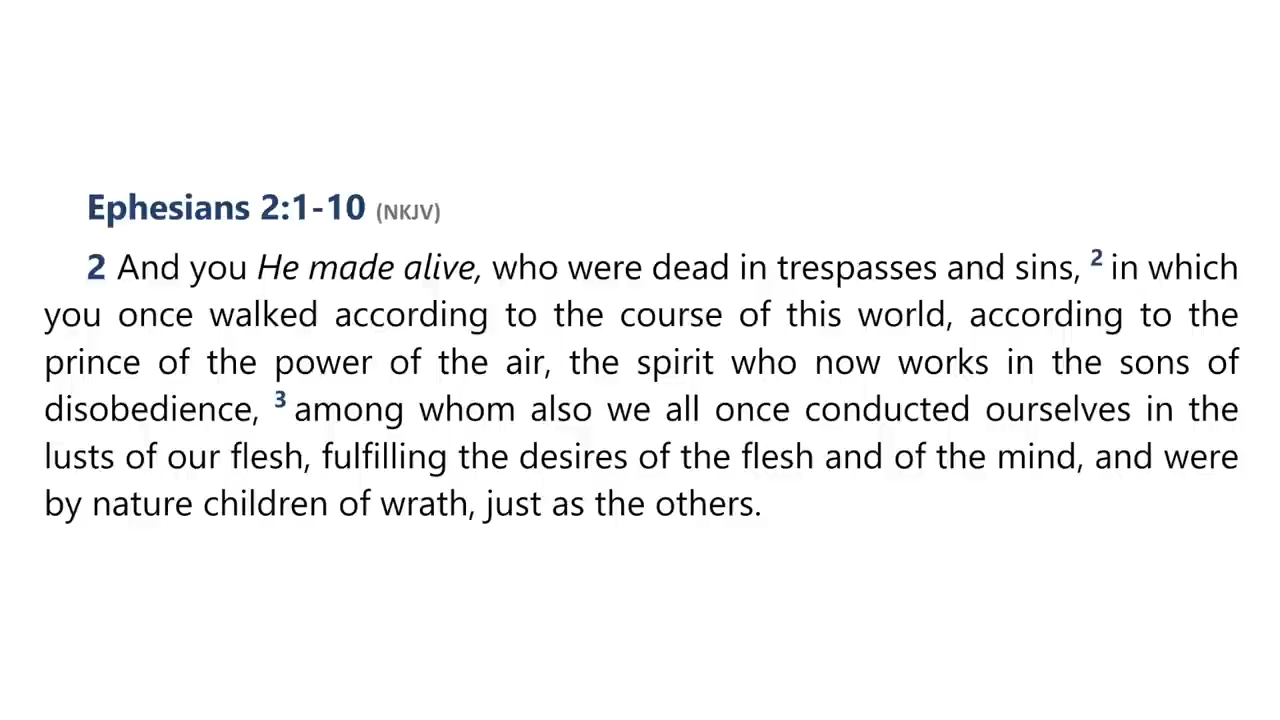 Ephesians 2:1-10 (NKJV)
2 And you He made alive, who were dead in trespasses and sins, 2 in which
you once walked according to the course of this world, according to the
prince of the power of the air, the spirit who now works in the sons of
disobedience, 3 among whom also we all once conducted ourselves in the
lusts of our flesh, fulfilling the desires of the flesh and of the mind, and were
by nature children of wrath, just as the others.